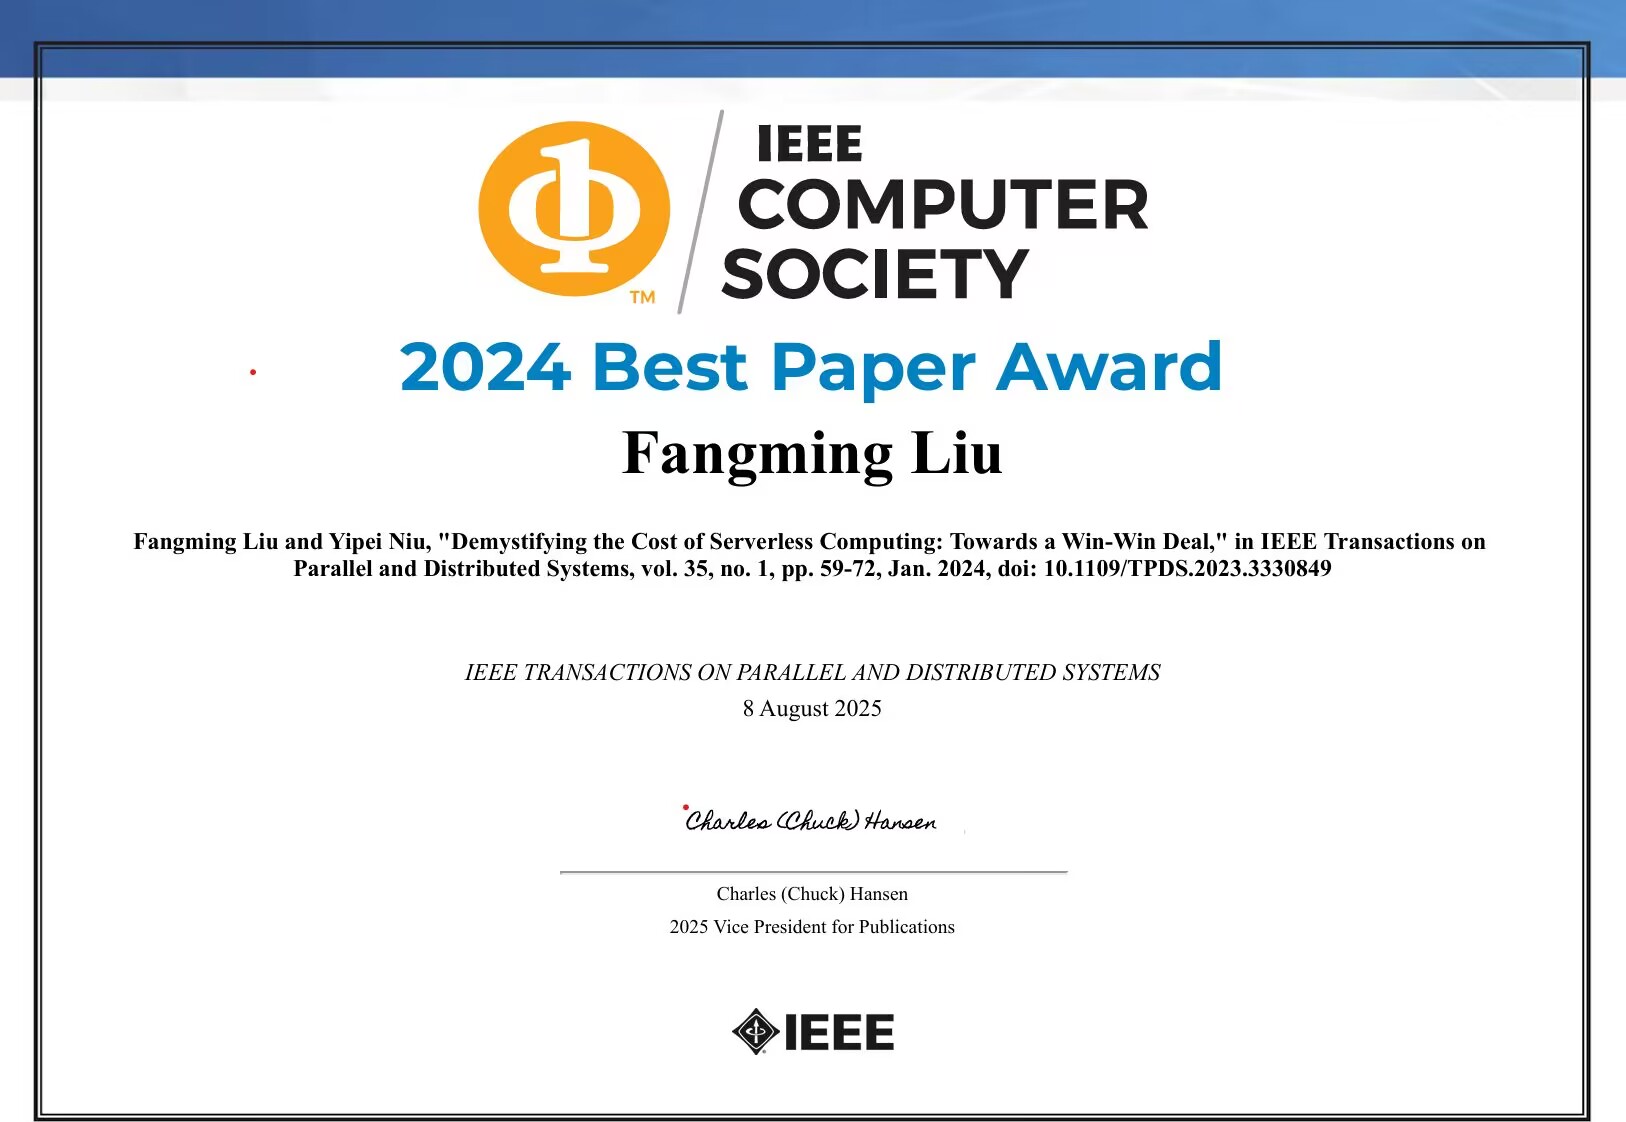 IEEE
COMPUTER
SOCIETY
TM
2024 Best Paper Award
Fangming Liu
Fangming Liu and Yipei Niu, "Demystifying the Cost of Serverless Computing: Towards a Win-Win Deal," in IEEE Transactions on
Parallel and Distributed Systems, vol. 35, no. 1, pp. 59-72, Jan. 2024, doi: 10.1109/TPDS.2023.3330849
IEEE TRANSACTIONS ON PARALLEL AND DISTRIBUTED SYSTEMS
8 August 2025
Charles (Chuck) Hansen
Charles (Chuck) Hansen
2025 Vice President for Publications
IEEE